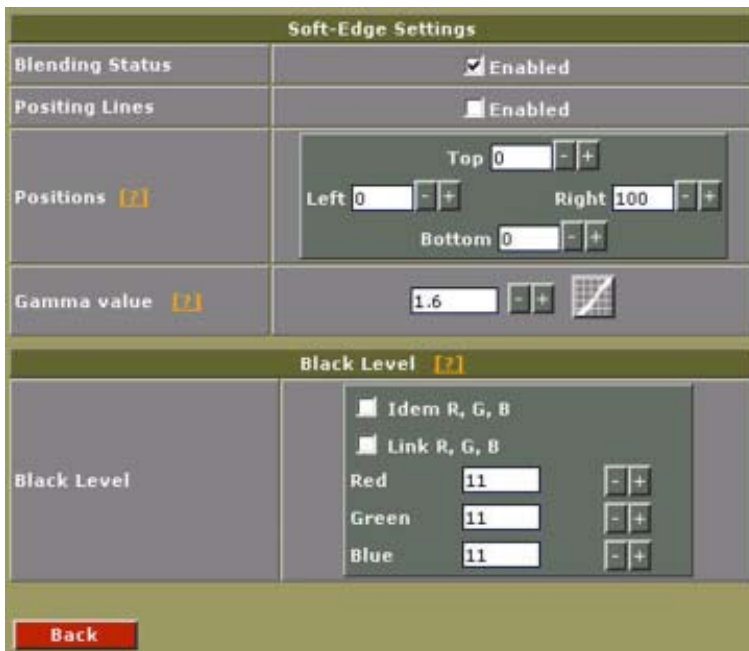 Soft-Edge Settings
Blending Status Enabled
Positing Lines Enabled
Positions [?]
Top 0 - +
Left 0 - + Right 100 - +
Bottom 0 - +
Gamma value [?] 1.6 - +
Black Level [?]
Black Level
Idem R, G, B
Link R, G, B
Red 11 - +
Green 11 - +
Blue 11 - +
Back